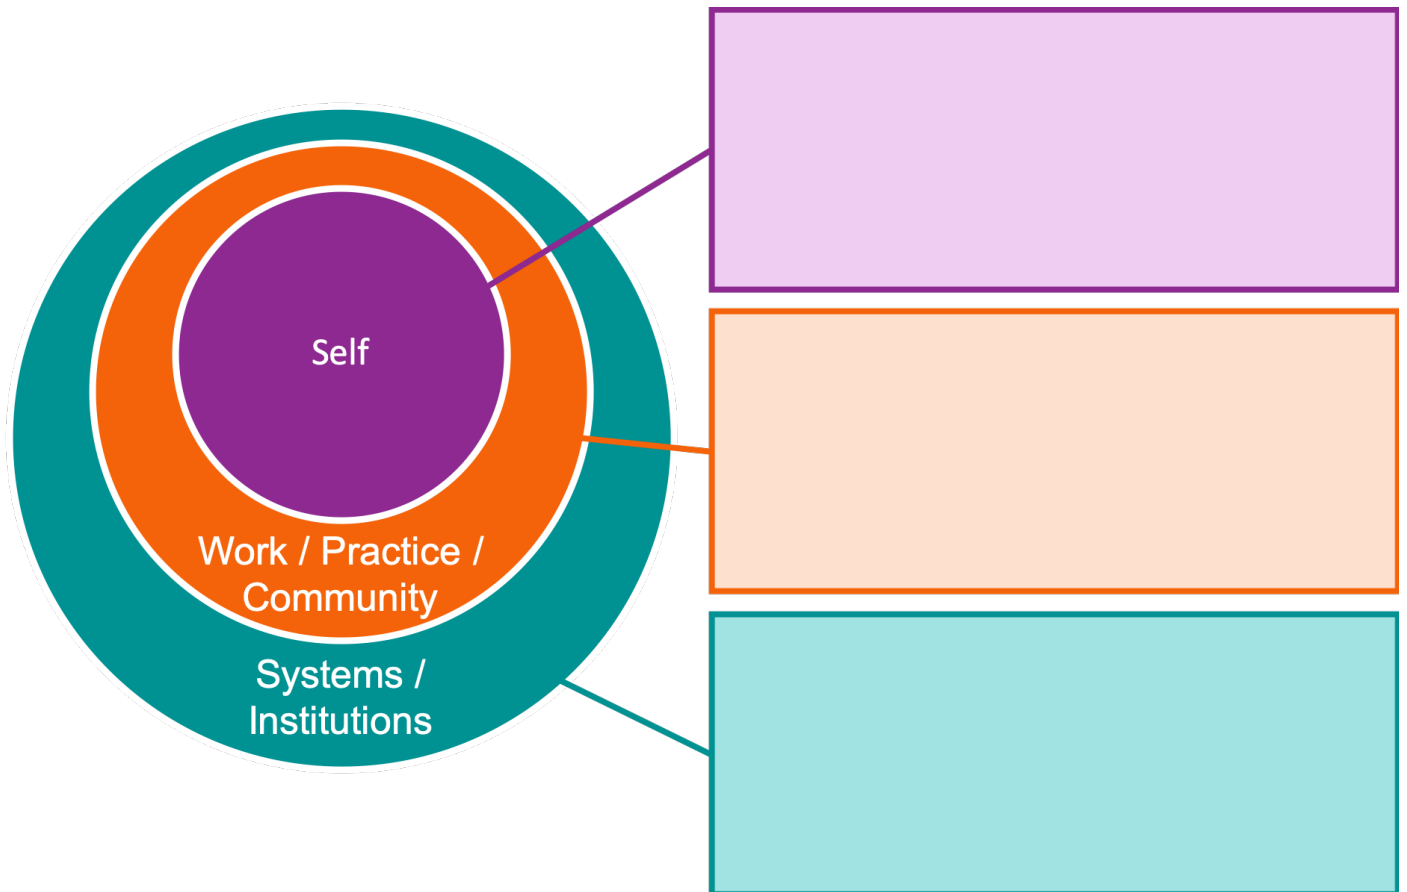 Self
Work / Practice /
Community
Systems /
Institutions